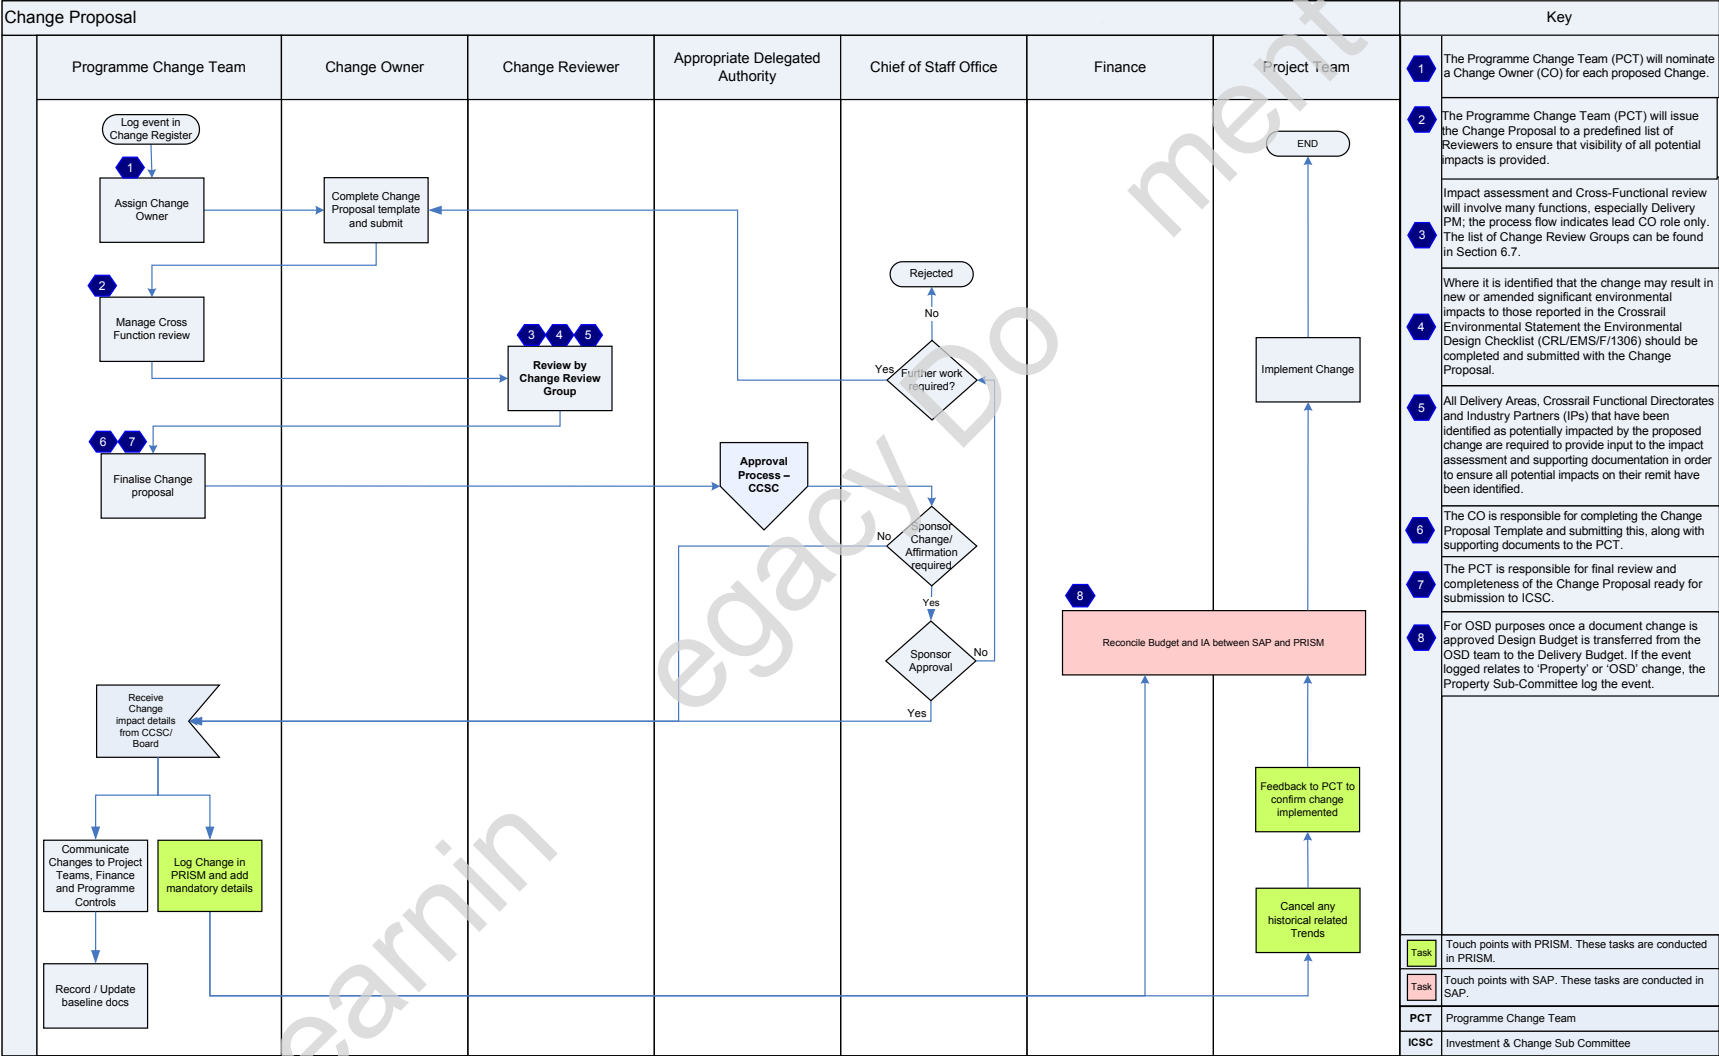 Change Proposal
Key
Programme Change Team
Change Owner
Change Reviewer
Appropriate Delegated
Authority
Chief of Staff Office
Finance
Project Team
Log event in
Change Register
1
Assign Change
Owner
Complete Change
Proposal template
and submit
2
Manage Cross
Function review
3 4 5
Review by
Change Review
Group
6 7
Finalise Change
proposal
Approval
Process –
CCSC
Rejected
No
Yes
Further work
required?
Sponsor
Change/
Affirmation
required
No
Yes
Sponsor
Approval
No
Yes
8
Reconcile Budget and IA between SAP and PRISM
END
Implement Change
Receive
Change
impact details
from CCSC/
Board
Communicate
Changes to Project
Teams, Finance
and Programme
Controls
Log Change in
PRISM and add
mandatory details
Record / Update
baseline docs
Feedback to PCT to
confirm change
implemented
Cancel any
historical related
Trends
1
The Programme Change Team (PCT) will nominate
a Change Owner (CO) for each proposed Change.
2
The Programme Change Team (PCT) will issue
the Change Proposal to a predefined list of
Reviewers to ensure that visibility of all potential
impacts is provided.
3
Impact assessment and Cross-Functional review
will involve many functions, especially Delivery
PM; the process flow indicates lead CO role only.
The list of Change Review Groups can be found
in Section 6.7.
4
Where it is identified that the change may result in
new or amended significant environmental
impacts to those reported in the Crossrail
Environmental Statement the Environmental
Design Checklist (CRL/EMS/F/1306) should be
completed and submitted with the Change
Proposal.
5
All Delivery Areas, Crossrail Functional Directorates
and Industry Partners (IPs) that have been
identified as potentially impacted by the proposed
change are required to provide input to the impact
assessment and supporting documentation in order
to ensure all potential impacts on their remit have
been identified.
6
The CO is responsible for completing the Change
Proposal Template and submitting this, along with
supporting documents to the PCT.
7
The PCT is responsible for final review and
completeness of the Change Proposal ready for
submission to ICSC.
8
For OSD purposes once a document change is
approved Design Budget is transferred from the
OSD team to the Delivery Budget. If the event
logged relates to ‘Property’ or ‘OSD’ change, the
Property Sub-Committee log the event.
Task
Touch points with PRISM. These tasks are conducted
in PRISM.
Task
Touch points with SAP. These tasks are conducted in
SAP.
PCT Programme Change Team
ICSC Investment & Change Sub Committee
earnin
egacy Do
ment